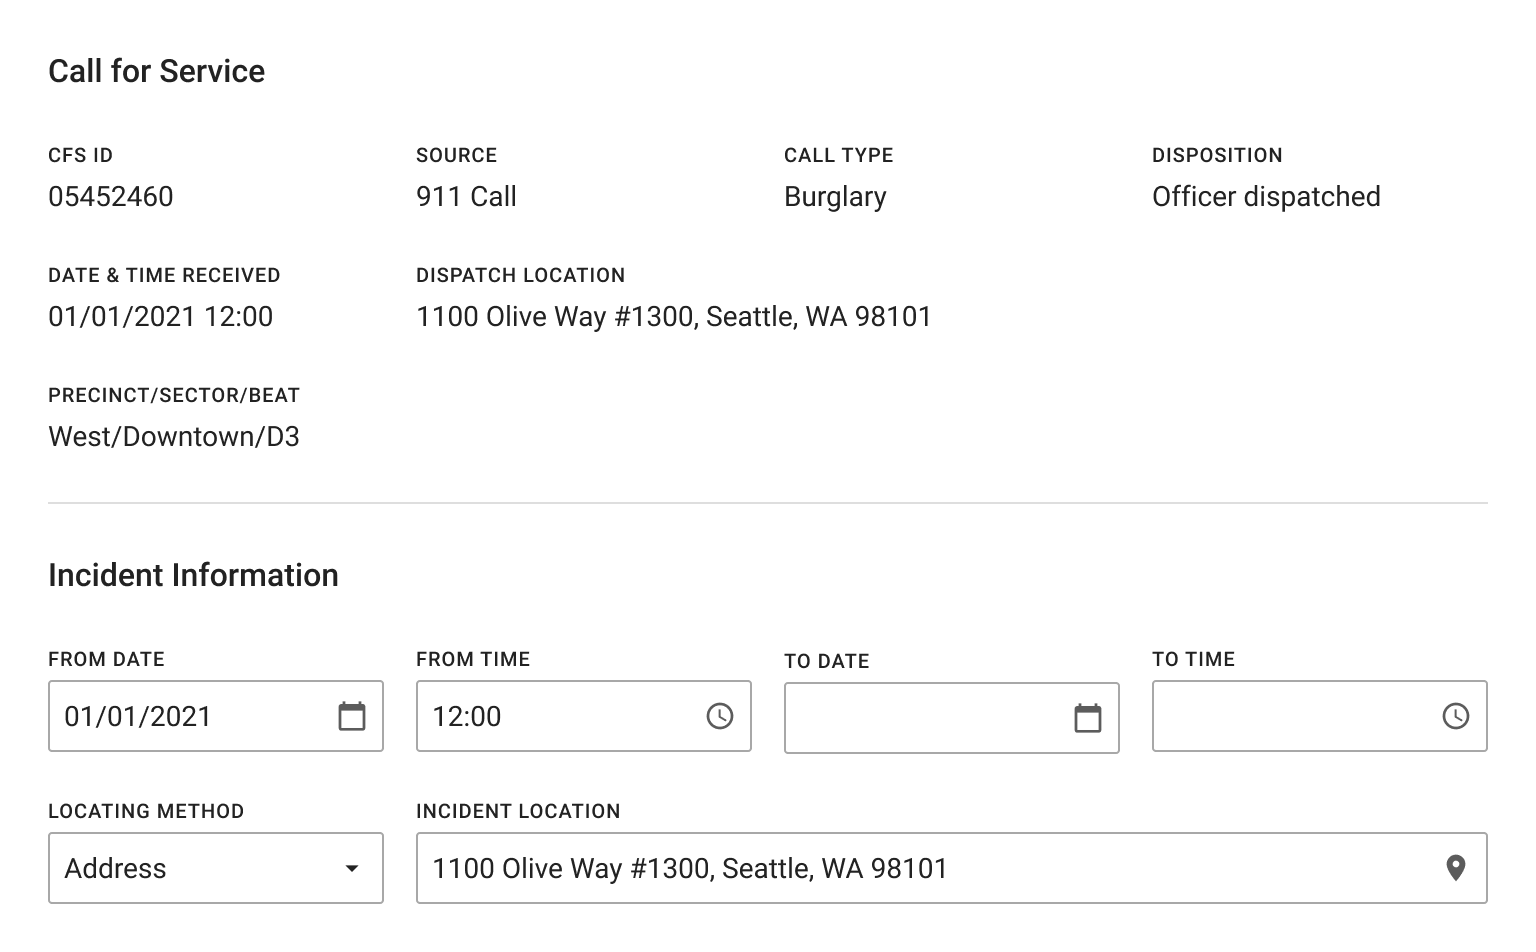 Call for Service
CFS ID
05452460
SOURCE
911 Call
CALL TYPE
Burglary
DISPOSITION
Officer dispatched
DATE & TIME RECEIVED
01/01/2021 12:00
DISPATCH LOCATION
1100 Olive Way #1300, Seattle, WA 98101
PRECINCT/SECTOR/BEAT
West/Downtown/D3
Incident Information
FROM DATE
01/01/2021
FROM TIME
12:00
TO DATE
TO TIME
LOCATING METHOD
Address
INCIDENT LOCATION
1100 Olive Way #1300, Seattle, WA 98101